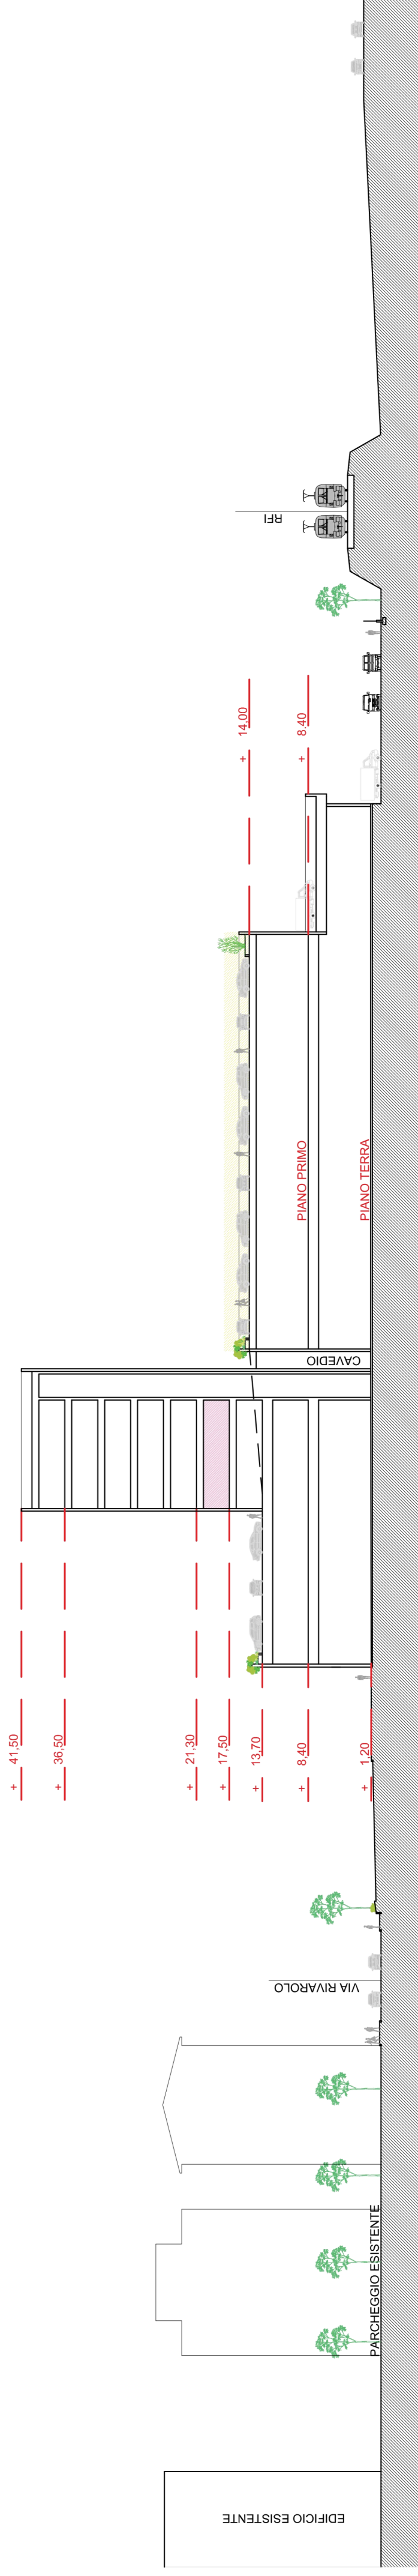 RFI
+ 14.00
+ 8.40
PIANO PRIMO
PIANO TERRA
CAVEDIO
+ 41,50
+ 36,50
+ 21,30
+ 17,50
+ 13,70
+ 8,40
+ 1,20
VIA RIVAROLO
PARCHEGGIO ESISTENTE
EDIFICIO ESISTENTE